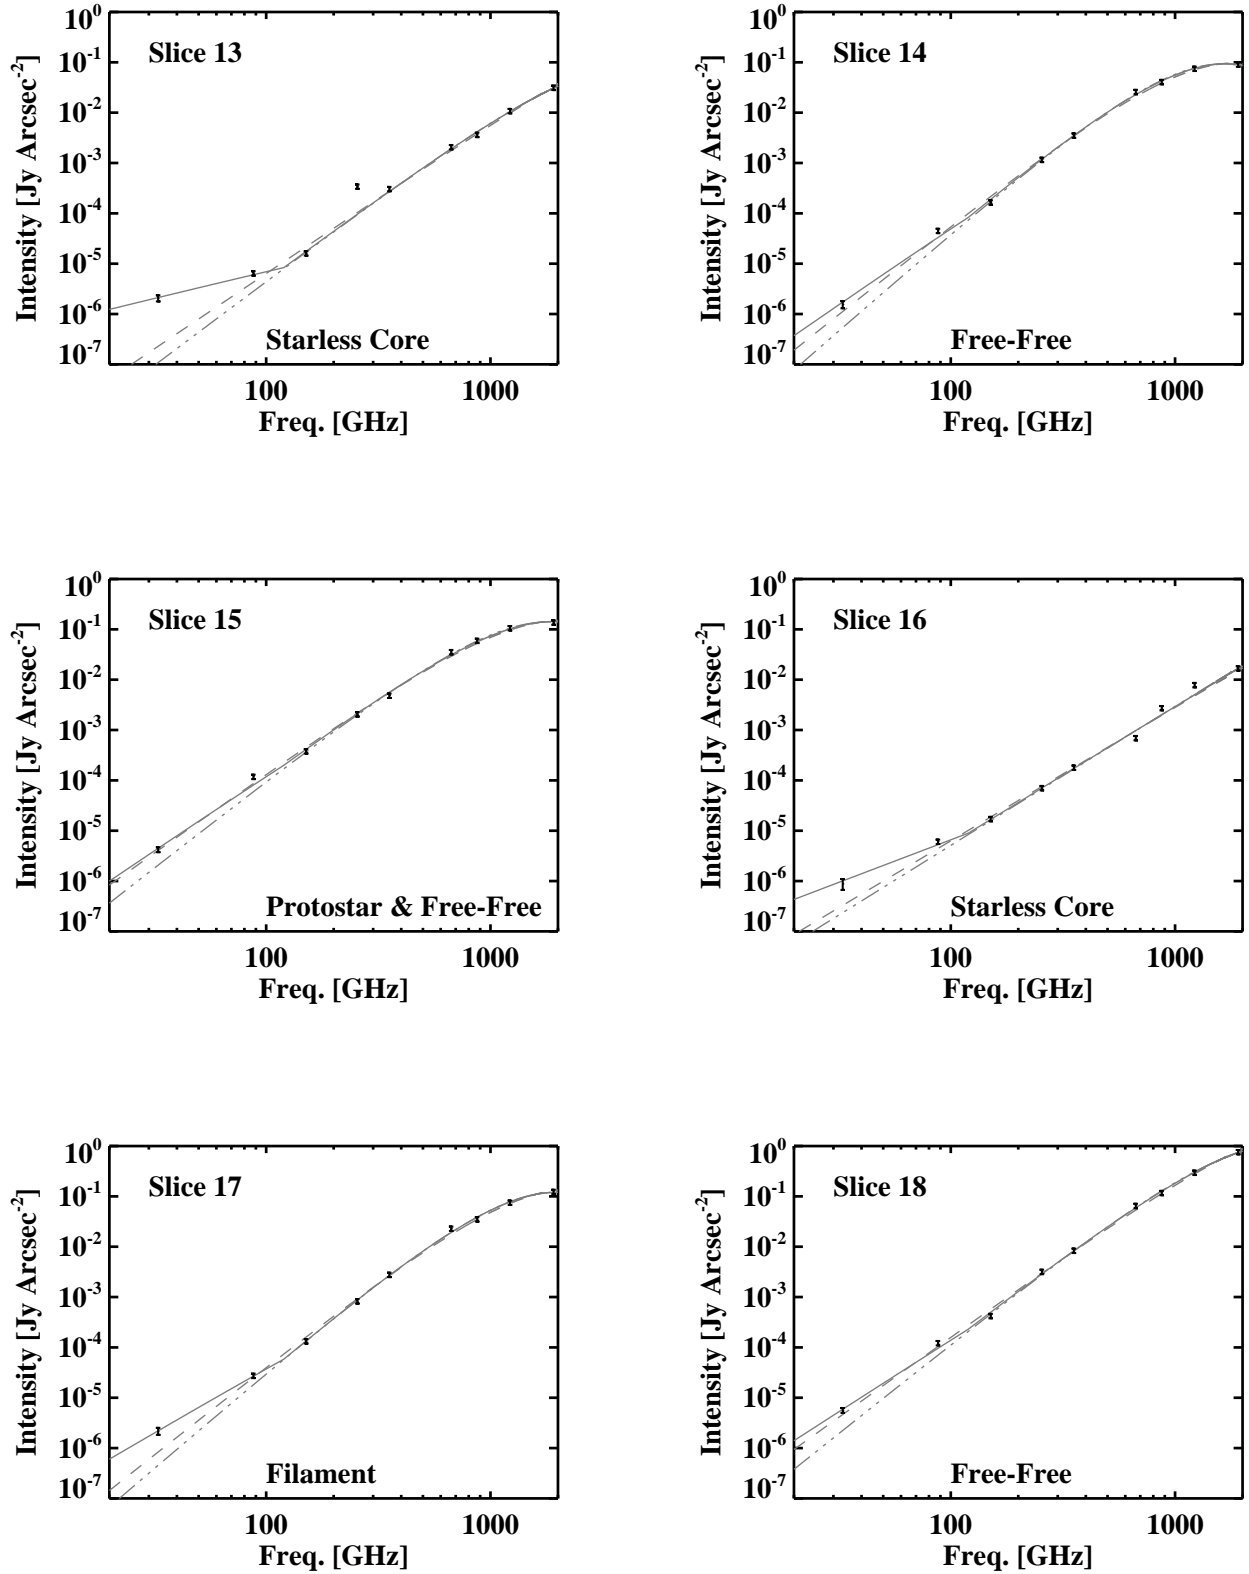 Slice 13
Intensity [Jy Arcsec^-2]
10^0
10^-1
10^-2
10^-3
10^-4
10^-5
10^-6
10^-7
Starless Core
100 1000
Freq. [GHz]
Slice 14
Intensity [Jy Arcsec^-2]
10^0
10^-1
10^-2
10^-3
10^-4
10^-5
10^-6
10^-7
Free-Free
100 1000
Freq. [GHz]
Slice 15
Intensity [Jy Arcsec^-2]
10^0
10^-1
10^-2
10^-3
10^-4
10^-5
10^-6
10^-7
Protostar & Free-Free
100 1000
Freq. [GHz]
Slice 16
Intensity [Jy Arcsec^-2]
10^0
10^-1
10^-2
10^-3
10^-4
10^-5
10^-6
10^-7
Starless Core
100 1000
Freq. [GHz]
Slice 17
Intensity [Jy Arcsec^-2]
10^0
10^-1
10^-2
10^-3
10^-4
10^-5
10^-6
10^-7
Filament
100 1000
Freq. [GHz]
Slice 18
Intensity [Jy Arcsec^-2]
10^0
10^-1
10^-2
10^-3
10^-4
10^-5
10^-6
10^-7
Free-Free
100 1000
Freq. [GHz]